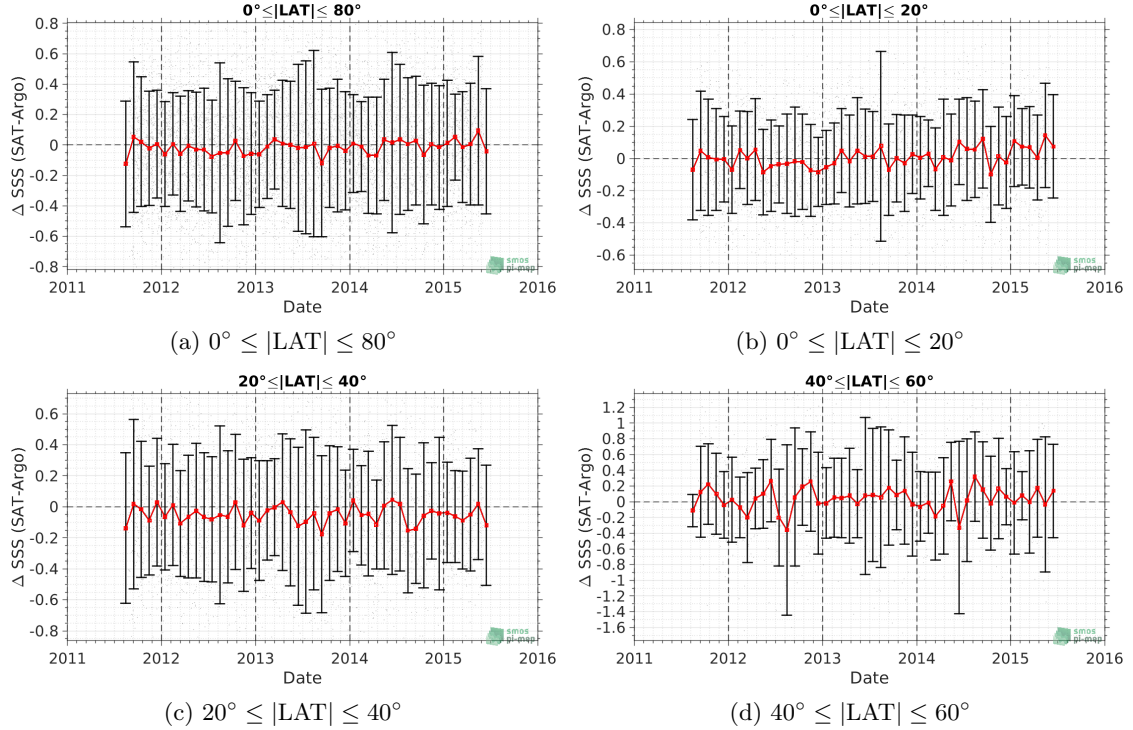 0°≤|LAT|≤ 80°
0.8
0.6
0.4
0.2
0
-0.2
-0.4
-0.6
-0.8
Δ SSS (SAT-Argo)
2011 2012 2013 2014 2015 2016
Date
smos
pi-mep
(a) 0° ≤ |LAT| ≤ 80°
0°≤|LAT|≤ 20°
0.8
0.6
0.4
0.2
0
-0.2
-0.4
-0.6
Δ SSS (SAT-Argo)
2011 2012 2013 2014 2015 2016
Date
smos
pi-mep
(b) 0° ≤ |LAT| ≤ 20°
20°≤|LAT|≤ 40°
0.6
0.4
0.2
0
-0.2
-0.4
-0.6
-0.8
Δ SSS (SAT-Argo)
2011 2012 2013 2014 2015 2016
Date
smos
pi-mep
(c) 20° ≤ |LAT| ≤ 40°
40°≤|LAT|≤ 60°
1.2
1
0.8
0.6
0.4
0.2
0
-0.2
-0.4
-0.6
-0.8
-1
-1.2
-1.4
-1.6
Δ SSS (SAT-Argo)
2011 2012 2013 2014 2015 2016
Date
smos
pi-mep
(d) 40° ≤ |LAT| ≤ 60°